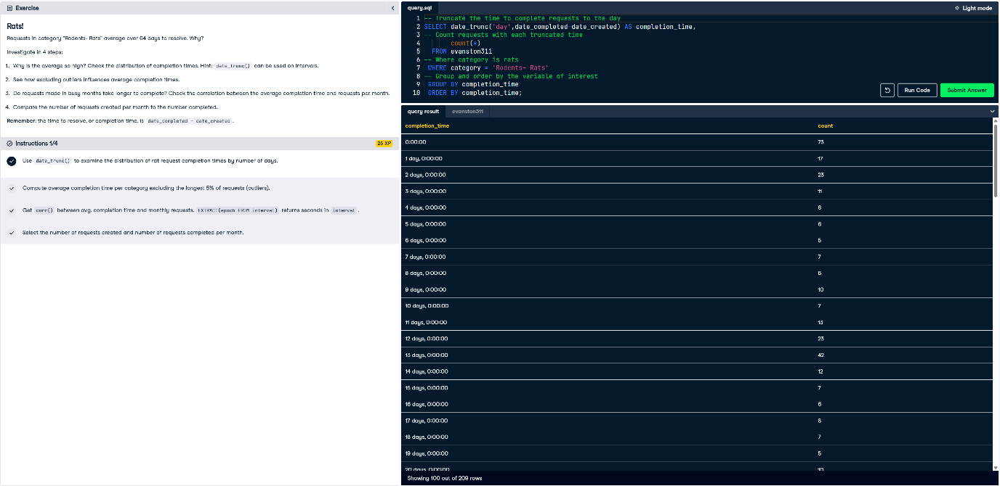 Exercise
Rats!
Requests in category "Rodents- Rats" average over 64 days to resolve. Why?
Investigate in 4 steps:
1. Why is the average so high? Check the distribution of completion times. Hint: date_trunc() can be used on intervals.
2. See how excluding outliers influences average completion times.
3. Do requests made in busy months take longer to complete? Check the correlation between the average completion time and requests per month.
4. Compare the number of requests created per month to the number completed.
Remember: the time to resolve, or completion time, is date_completed - date_created .
Instructions 1/4
25 XP
Use date_trunc() to examine the distribution of rat request completion times by number of days.
Compute average completion time per category excluding the longest 5% of requests (outliers).
Get corr() between avg. completion time and monthly requests. EXTRACT(epoch FROM interval) returns seconds in interval .
Select the number of requests created and number of requests completed per month.
query.sql
Light mode
1 -- Truncate the time to complete requests to the day
2 SELECT date_trunc('day',date_completed-date_created) AS completion_time,
3 -- Count requests with each truncated time
4 count(*)
5 FROM evanston311
6 -- Where category is rats
7 WHERE category = 'Rodents- Rats'
8 -- Group and order by the variable of interest
9 GROUP BY completion_time
10 ORDER BY completion_time;
Run Code
Submit Answer
query result
evanston311
completion_time count
0:00:00 73
1 day, 0:00:00 17
2 days, 0:00:00 23
3 days, 0:00:00 11
4 days, 0:00:00 6
5 days, 0:00:00 6
6 days, 0:00:00 5
7 days, 0:00:00 7
8 days, 0:00:00 6
9 days, 0:00:00 10
10 days, 0:00:00 7
11 days, 0:00:00 13
12 days, 0:00:00 23
13 days, 0:00:00 42
14 days, 0:00:00 12
15 days, 0:00:00 7
16 days, 0:00:00 6
17 days, 0:00:00 8
18 days, 0:00:00 7
19 days, 0:00:00 5
20 days, 0:00:00 10
Showing 100 out of 209 rows